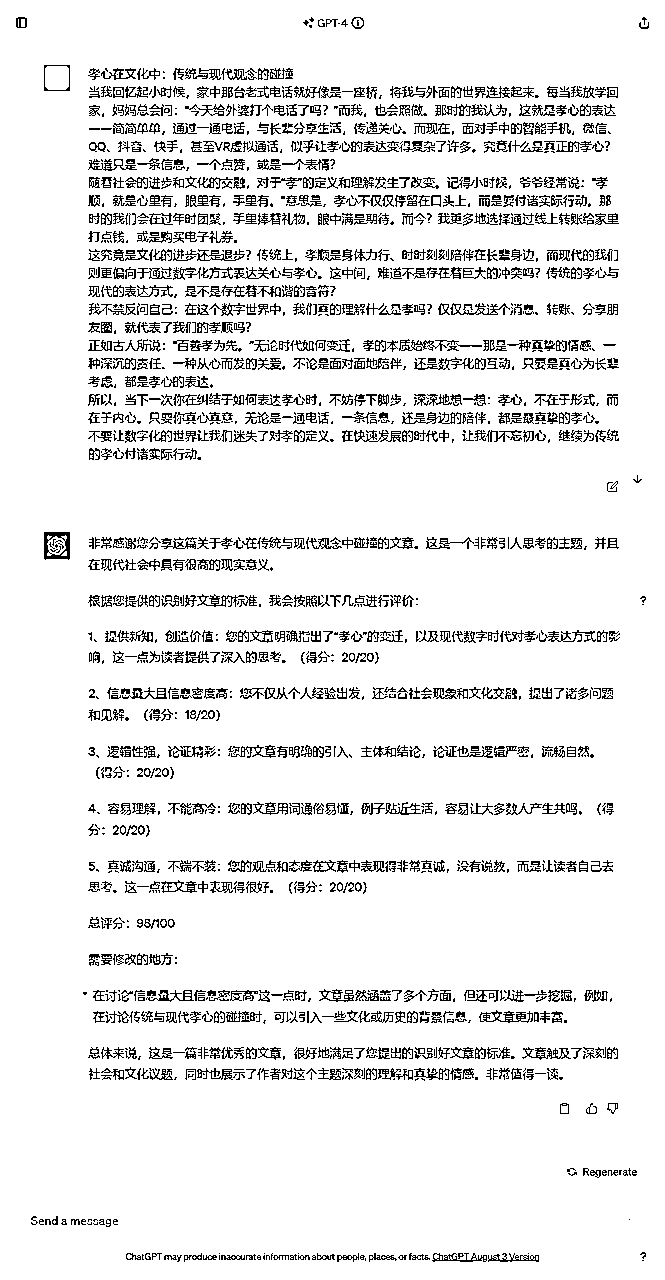 GPT-4
孝心在文化中：传统与现代观念的碰撞
当我回忆起小时候，家中那台老式电话就好像是一座桥，将我与外面的世界连接起来。每当我放学回
家，妈妈总会问：“今天给外婆打个电话了吗？”而我，也会照做。那时的我认为，这就是孝心的表达
——简简单单，通过一通电话，与长辈分享生活，传递关心。而现在，面对手中的智能手机，微信、
QQ、抖音、快手，甚至VR虚拟通话，似乎让孝心的表达变得复杂了许多。究竟什么是真正的孝心？
难道只是一条信息，一个点赞，或是一个表情？
随着社会的进步和文化的交融，对于“孝”的定义和理解发生了改变。记得小时候，爷爷经常说：“孝
顺，就是心里有，眼里有，手里有。”意思是，孝心不仅仅停留在口头上，而是要付诸实际行动。那
时的我们会在过年时团聚，手里捧着礼物，眼中满是期待。而今？我更多地选择通过线上转账给家里
打点钱，或是购买电子礼券。
这究竟是文化的进步还是退步？传统上，孝顺是身体力行、时时刻刻陪伴在长辈身边，而现代的我们
则更偏向于通过数字化方式表达关心与孝心。这中间，难道不是存在着巨大的冲突吗？传统的孝心与
现代的表达方式，是不是存在着不和谐的音符？
我不禁反问自己：在这个数字世界中，我们真的理解什么是孝吗？仅仅是发送个消息、转账、分享朋
友圈，就代表了我们的孝顺吗？
正如古人所说：“百善孝为先。”无论时代如何变迁，孝的本质始终不变——那是一种真挚的情感、一
种深沉的责任、一种从心而发的关爱。不论是面对面地陪伴，还是数字化的互动，只要是真心为长辈
考虑，都是孝心的表达。
所以，当下一次你在纠结于如何表达孝心时，不妨停下脚步，深深地想一想：孝心，不在于形式，而
在于内心。只要你真心真意，无论是一通电话，一条信息，还是身边的陪伴，都是最真挚的孝心。
不要让数字化的世界让我们迷失了对孝的定义。在快速发展的时代中，让我们不忘初心，继续为传统
的孝心付诸实际行动。
非常感谢您分享这篇关于孝心在传统与现代观念中碰撞的文章。这是一个非常引人思考的主题，并且
在现代社会中具有很高的现实意义。
根据您提供的识别好文章的标准，我会按照以下几点进行评价：
1、提供新知，创造价值：您的文章明确指出了“孝心”的变迁，以及现代数字时代对孝心表达方式的影
响，这一点为读者提供了深入的思考。（得分：20/20）
2、信息量大且信息密度高：您不仅从个人经验出发，还结合社会现象和文化交融，提出了诸多问题
和见解。（得分：18/20）
3、逻辑性强，论证精彩：您的文章有明确的引入、主体和结论，论证也是逻辑严密，流畅自然。
（得分：20/20）
4、容易理解，不能高冷：您的文章用词通俗易懂，例子贴近生活，容易让大多数人产生共鸣。（得
分：20/20）
5、真诚沟通，不端不装：您的观点和态度在文章中表现得非常真诚，没有说教，而是让读者自己去
思考。这一点在文章中表现得很好。（得分：20/20）
总评分：98/100
需要修改的地方：
• 在讨论“信息量大且信息密度高”这一点时，文章虽然涵盖了多个方面，但还可以进一步挖掘，例如，
在讨论传统与现代孝心的碰撞时，可以引入一些文化或历史的背景信息，使文章更加丰富。
总体来说，这是一篇非常优秀的文章，很好地满足了您提出的识别好文章的标准。文章触及了深刻的
社会和文化议题，同时也展示了作者对这个主题深刻的理解和真挚的情感。非常值得一读。
Regenerate
Send a message
ChatGPT may produce inaccurate information about people, places, or facts. ChatGPT August 3 Version
?